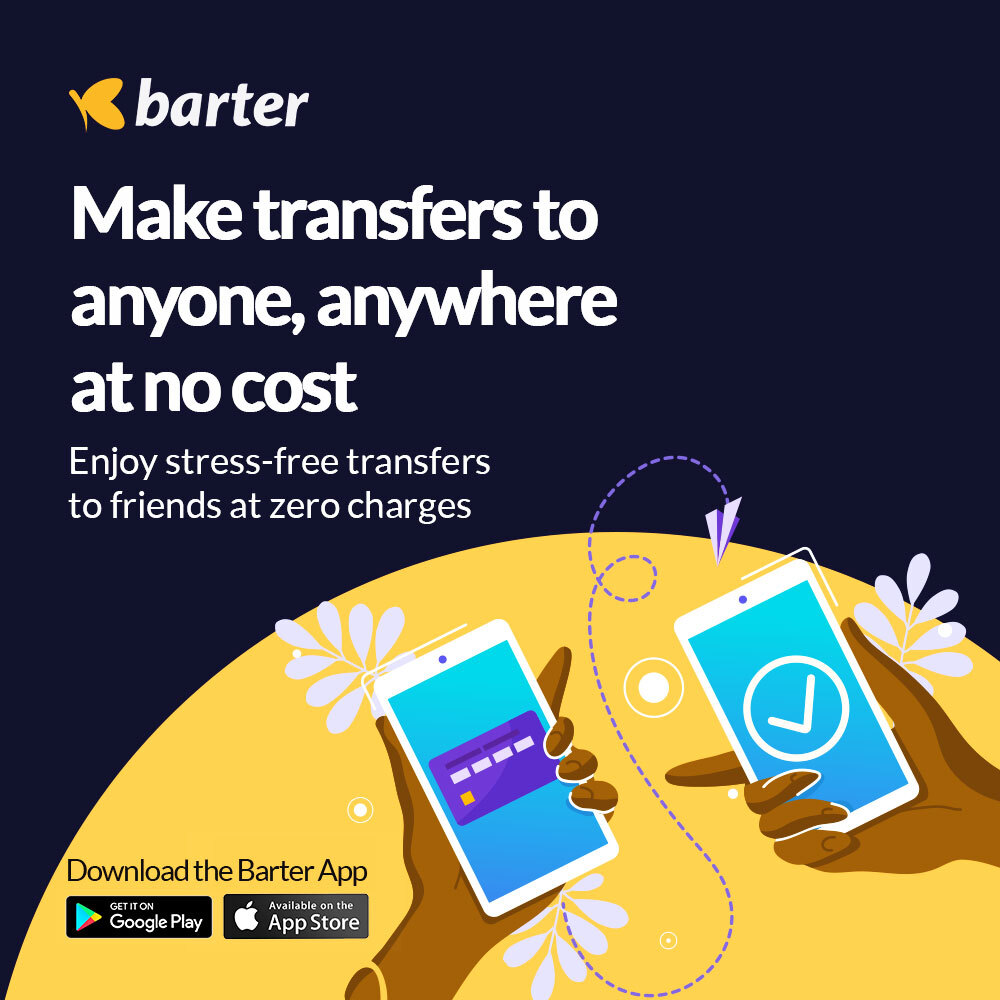 barter
Make transfers to
anyone, anywhere
at no cost
Enjoy stress-free transfers
to friends at zero charges
Download the Barter App
GET IT ON
Google Play
Available on the
App Store